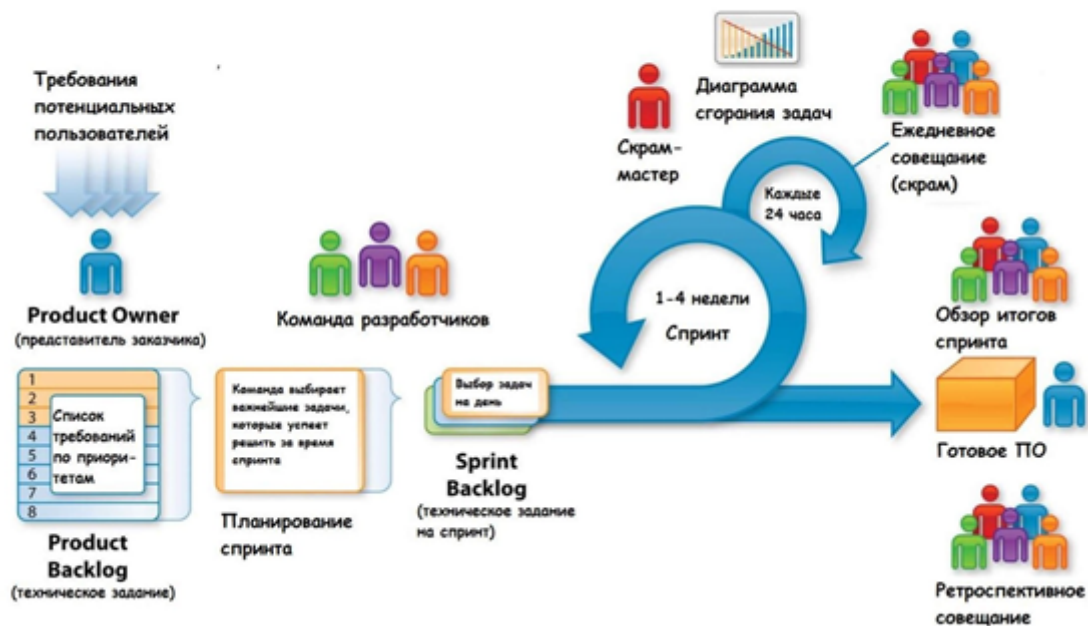 Требования
потенциальных
пользователей
Product Owner
(представитель заказчика)
1
2
3
4
5
6
7
8
Список
требований
по приори-
тетам
Product
Backlog
(техническое задание)
Команда разработчиков
Команда выбирает
важнейшие задачи,
которые успеет
решить за время
спринта
Планирование
спринта
Выбор задач
на день
Sprint
Backlog
(техническое задание
на спринт)
Скрам-
мастер
Диаграмма
сгорания задач
Каждые
24 часа
1-4 недели
Спринт
Ежедневное
совещание
(скрам)
Обзор итогов
спринта
Готовое ПО
Ретроспективное
совещание